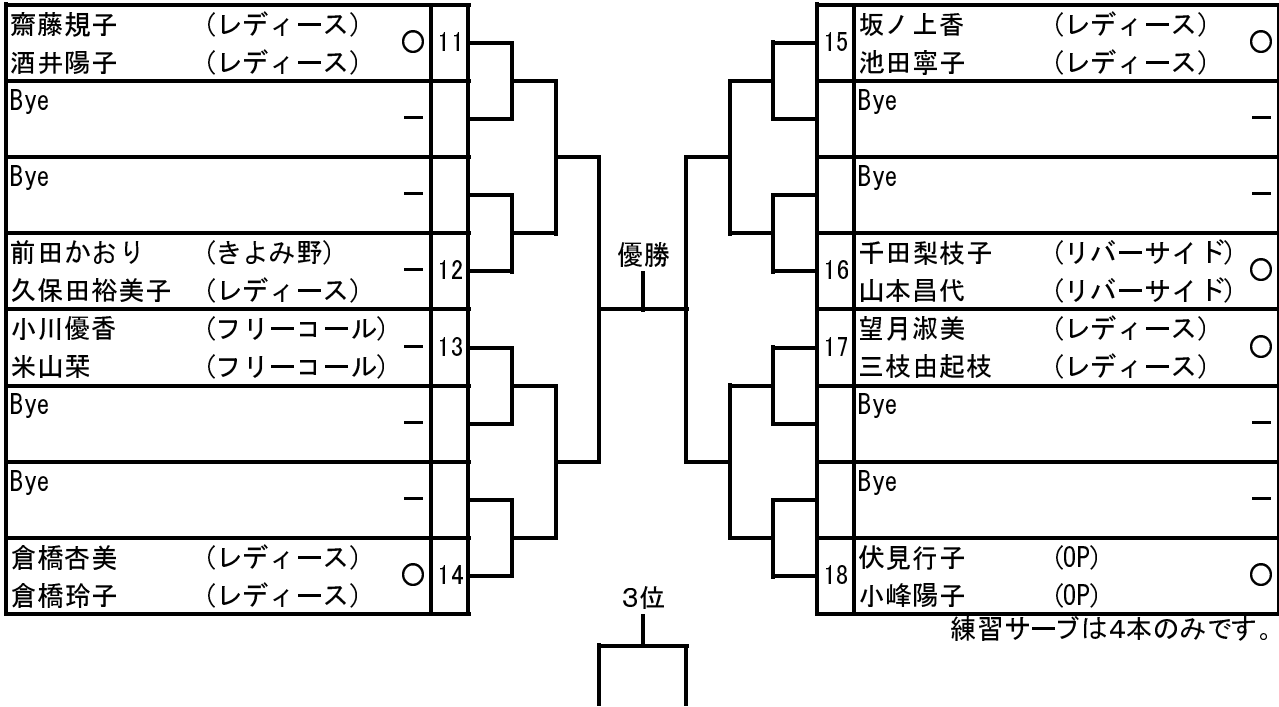 齋藤規子 (レディース) ○ 11
酒井陽子 (レディース)
Bye —
Bye —
前田かおり (きよみ野) — 12
久保田裕美子 (レディース)
小川優香 (フリーコール) — 13
米山栞 (フリーコール)
Bye —
Bye —
倉橋杏美 (レディース) ○ 14
倉橋玲子 (レディース)
優勝
3位
15 坂ノ上香 (レディース) ○
池田寧子 (レディース)
Bye —
Bye —
16 千田梨枝子 (リバーサイド) ○
山本昌代 (リバーサイド)
17 望月淑美 (レディース) ○
三枝由起枝 (レディース)
Bye —
Bye —
18 伏見行子 (OP) ○
小峰陽子 (OP)
練習サーブは4本のみです。